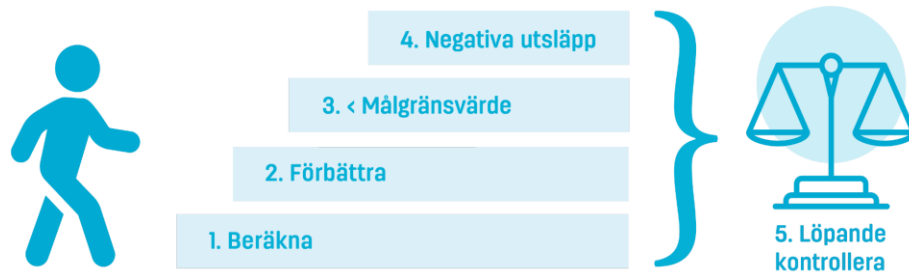 4. Negativa utsläpp
3. < Målgränsvärde
2. Förbättra
1. Beräkna
5. Löpande
kontrollera